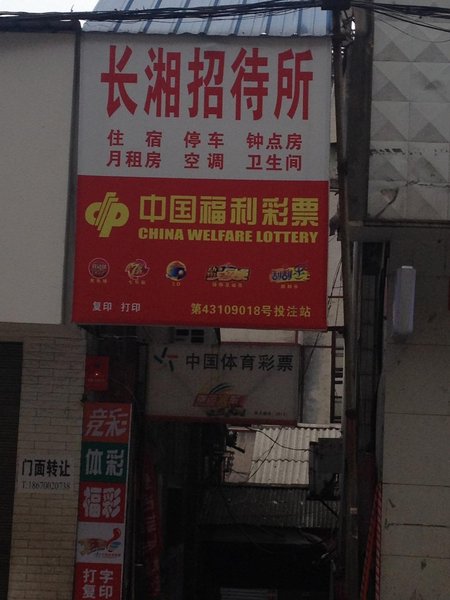 长湘招待所
住宿 停车 钟点房
月租房 空调 卫生间
中国福利彩票
CHINA WELFARE LOTTERY
3D
复印 打印
第43109018号投注站
中国体育彩票
竞彩
体彩
福彩
打字
复印
门面转让
T:18670020738